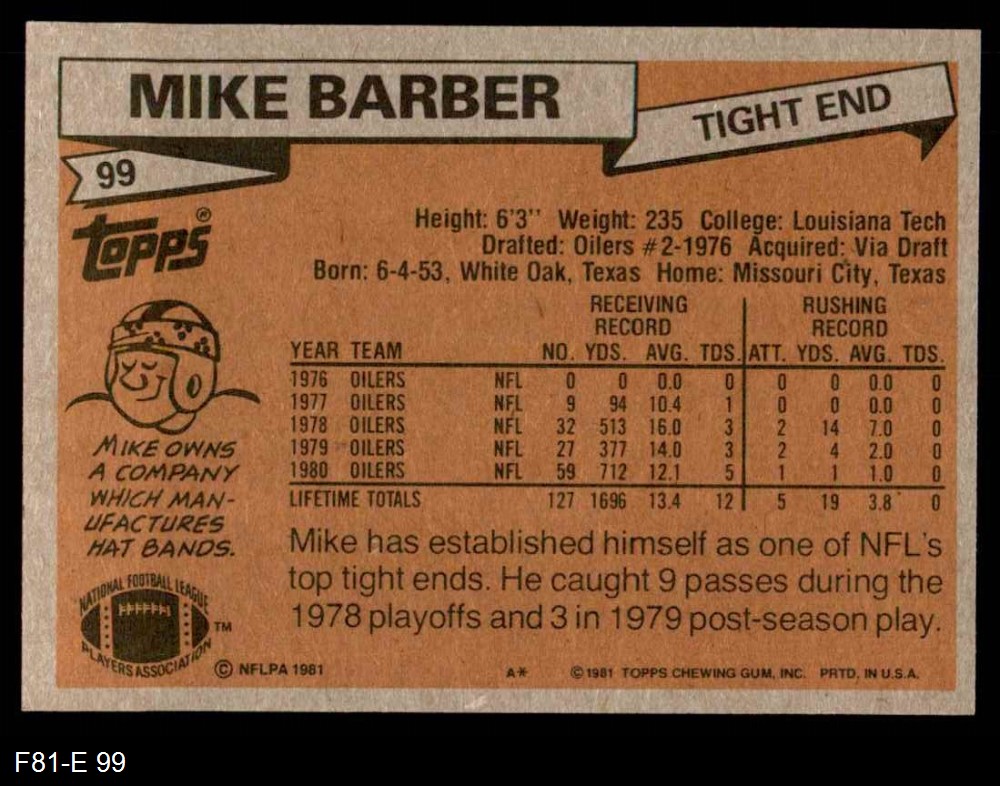 MIKE BARBER
TIGHT END
99
topps®
Height: 6'3'' Weight: 235 College: Louisiana Tech
Drafted: Oilers #2-1976 Acquired: Via Draft
Born: 6-4-53, White Oak, Texas Home: Missouri City, Texas
RECEIVING RECORD RUSHING RECORD
YEAR TEAM NO. YDS. AVG. TDS. ATT. YDS. AVG. TDS.
1976 OILERS NFL 0 0 0.0 0 0 0 0.0 0
1977 OILERS NFL 9 94 10.4 1 0 0 0.0 0
1978 OILERS NFL 32 513 16.0 3 2 14 7.0 0
1979 OILERS NFL 27 377 14.0 3 2 4 2.0 0
1980 OILERS NFL 59 712 12.1 5 1 1 1.0 0
LIFETIME TOTALS 127 1696 13.4 12 5 19 3.8 0
MIKE OWNS
A COMPANY
WHICH MAN-
UFACTURES
HAT BANDS.
Mike has established himself as one of NFL's
top tight ends. He caught 9 passes during the
1978 playoffs and 3 in 1979 post-season play.
NATIONAL FOOTBALL LEAGUE
PLAYERS ASSOCIATION
TM
© NFLPA 1981
A*
© 1981 TOPPS CHEWING GUM, INC. PRTD. IN U.S.A.
F81-E 99